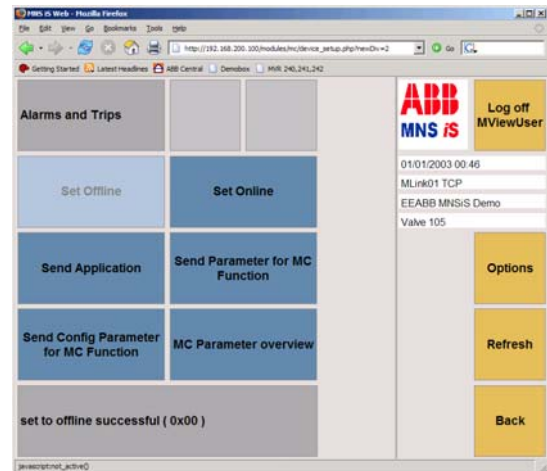 MNS iS Web - Mozilla Firefox
File Edit View Go Bookmarks Tools Help
http://192.168.200.100/modules/mc/device_setup.php?newDiv=2
Go
Getting Started Latest Headlines ABB Central Demobox MVR 240,241,242
Alarms and Trips
ABB
MNS iS
Log off
MViewUser
01/01/2003 00:46
MLink01 TCP
EEABB MNSiS Demo
Valve 105
Set Offline
Set Online
Send Application
Send Parameter for MC
Function
Options
Send Config Parameter
for MC Function
MC Parameter overview
Refresh
set to offline successful ( 0x00 )
Back
javascript:not_active()